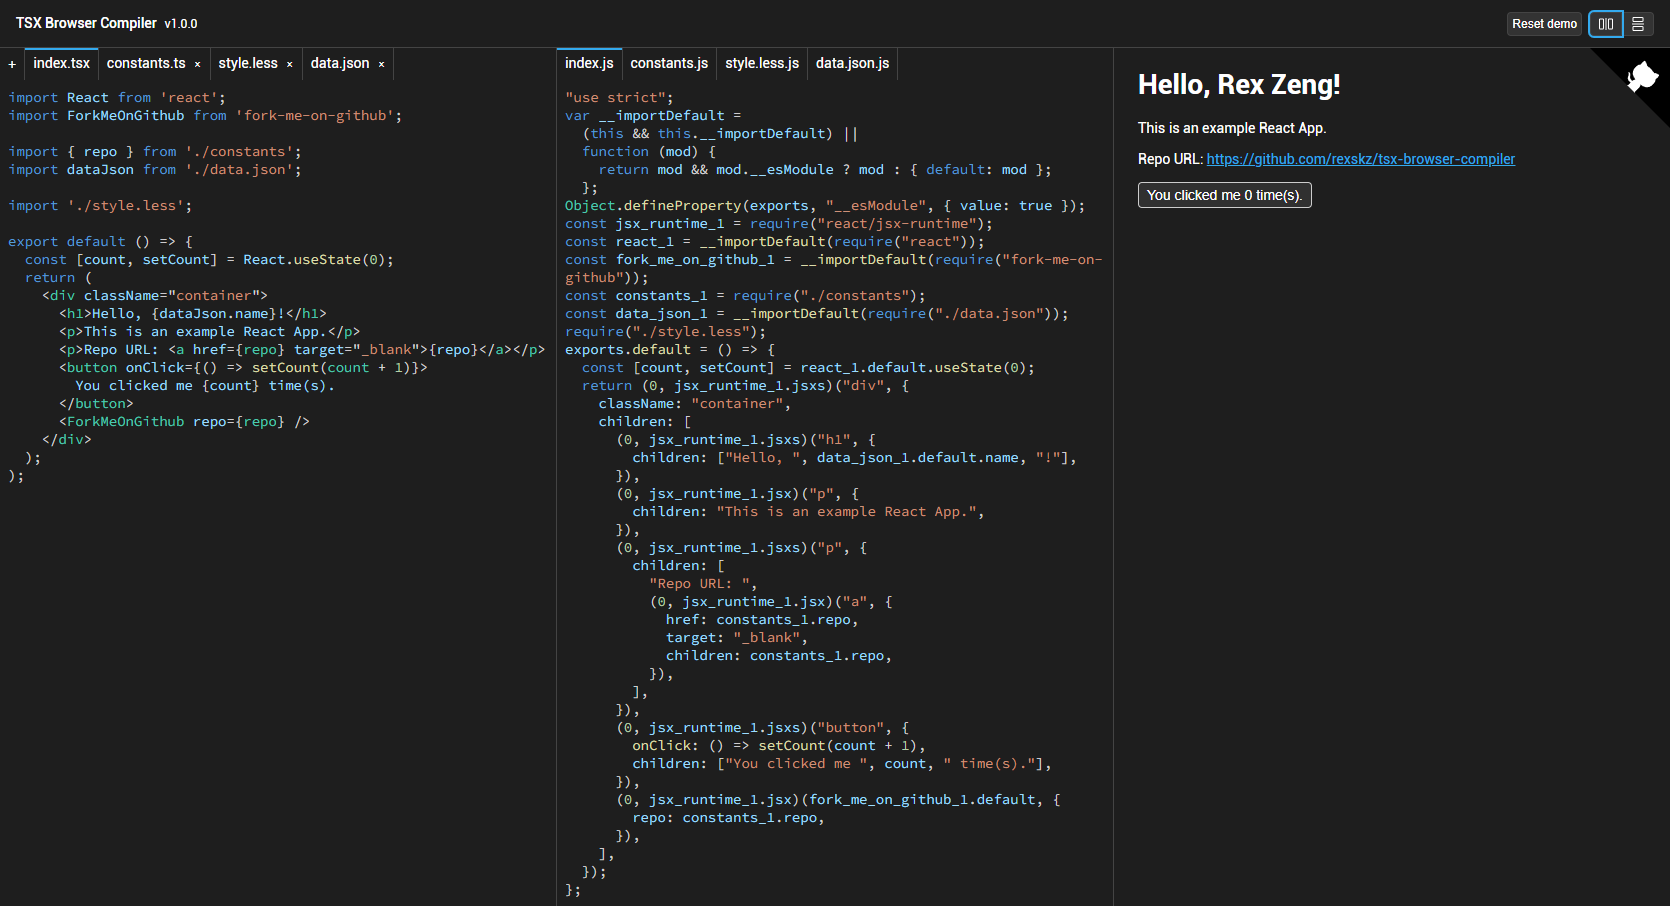 TSX Browser Compiler v1.0.0
Reset demo
+ index.tsx constants.ts × style.less × data.json ×
import React from 'react';
import ForkMeOnGithub from 'fork-me-on-github';
import { repo } from './constants';
import dataJson from './data.json';
import './style.less';
export default () => {
  const [count, setCount] = React.useState(0);
  return (
    <div className="container">
      <h1>Hello, {dataJson.name}!</h1>
      <p>This is an example React App.</p>
      <p>Repo URL: <a href={repo} target="_blank">{repo}</a></p>
      <button onClick={() => setCount(count + 1)}>
        You clicked me {count} time(s).
      </button>
      <ForkMeOnGithub repo={repo} />
    </div>
  );
);
index.js constants.js style.less.js data.json.js
"use strict";
var __importDefault =
  (this && this.__importDefault) ||
  function (mod) {
    return mod && mod.__esModule ? mod : { default: mod };
  };
Object.defineProperty(exports, "__esModule", { value: true });
const jsx_runtime_1 = require("react/jsx-runtime");
const react_1 = __importDefault(require("react"));
const fork_me_on_github_1 = __importDefault(require("fork-me-on-
github"));
const constants_1 = require("./constants");
const data_json_1 = __importDefault(require("./data.json"));
require("./style.less");
exports.default = () => {
  const [count, setCount] = react_1.default.useState(0);
  return (0, jsx_runtime_1.jsxs)("div", {
    className: "container",
    children: [
      (0, jsx_runtime_1.jsxs)("h1", {
        children: ["Hello, ", data_json_1.default.name, "!"],
      }),
      (0, jsx_runtime_1.jsx)("p", {
        children: "This is an example React App.",
      }),
      (0, jsx_runtime_1.jsxs)("p", {
        children: [
          "Repo URL: ",
          (0, jsx_runtime_1.jsx)("a", {
            href: constants_1.repo,
            target: "_blank",
            children: constants_1.repo,
          }),
        ],
      }),
      (0, jsx_runtime_1.jsxs)("button", {
        onClick: () => setCount(count + 1),
        children: ["You clicked me ", count, " time(s)."],
      }),
      (0, jsx_runtime_1.jsx)(fork_me_on_github_1.default, {
        repo: constants_1.repo,
      }),
    ],
  });
};
Hello, Rex Zeng!
This is an example React App.
Repo URL: https://github.com/rexskz/tsx-browser-compiler
You clicked me 0 time(s).